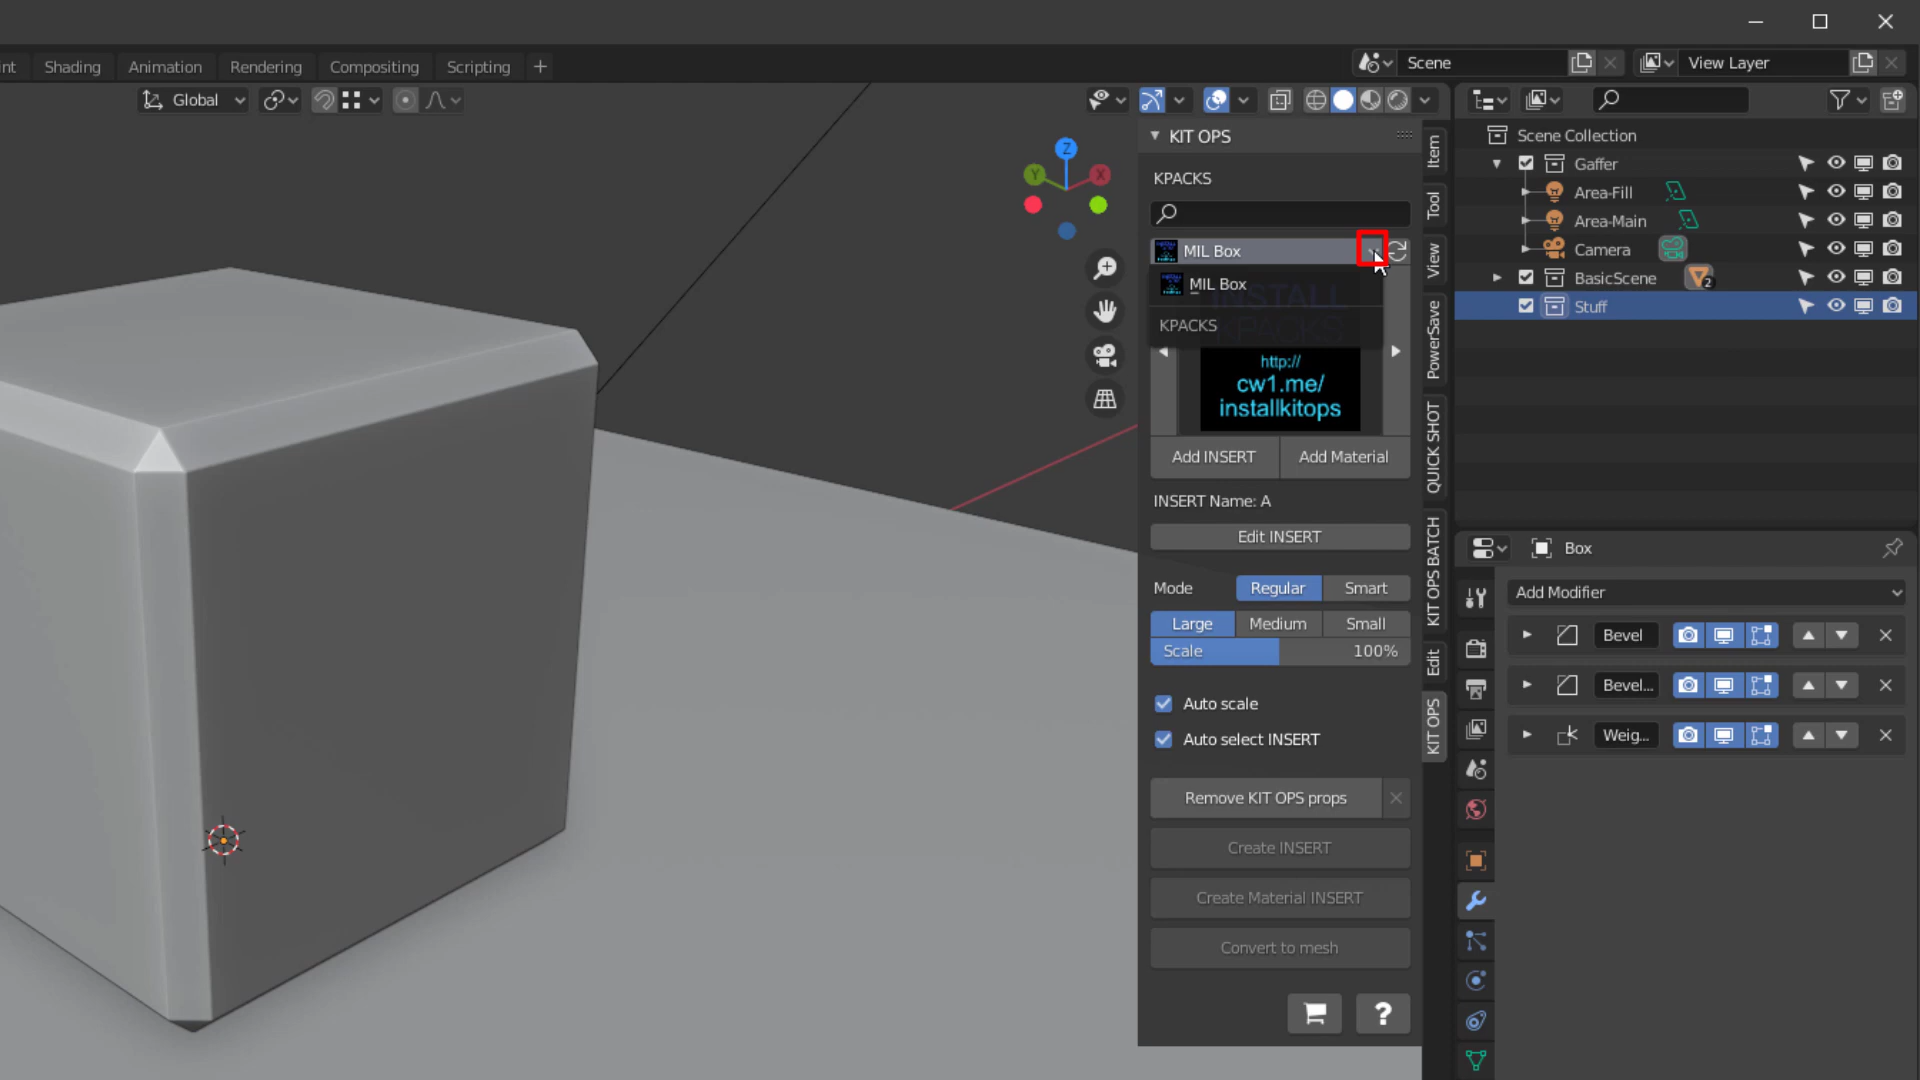 Shading
Animation
Rendering
Compositing
Scripting
+
Scene
View Layer
Global
KIT OPS
KPACKS
MIL Box
MIL Box
INSTALL
KPACKS
KPACKS
http://
cw1.me/
installkitops
Add INSERT
Add Material
INSERT Name: A
Edit INSERT
Mode
Regular
Smart
Large
Medium
Small
Scale
100%
Auto scale
Auto select INSERT
Remove KIT OPS props
Create INSERT
Create Material INSERT
Convert to mesh
?
Z
Y
X
Item
Tool
View
PowerSave
QUICK SHOT
KIT OPS BATCH
Edit
KIT OPS
Scene Collection
Gaffer
Area-Fill
Area-Main
Camera
BasicScene
2
Stuff
Box
Add Modifier
Bevel
Bevel...
Weig...